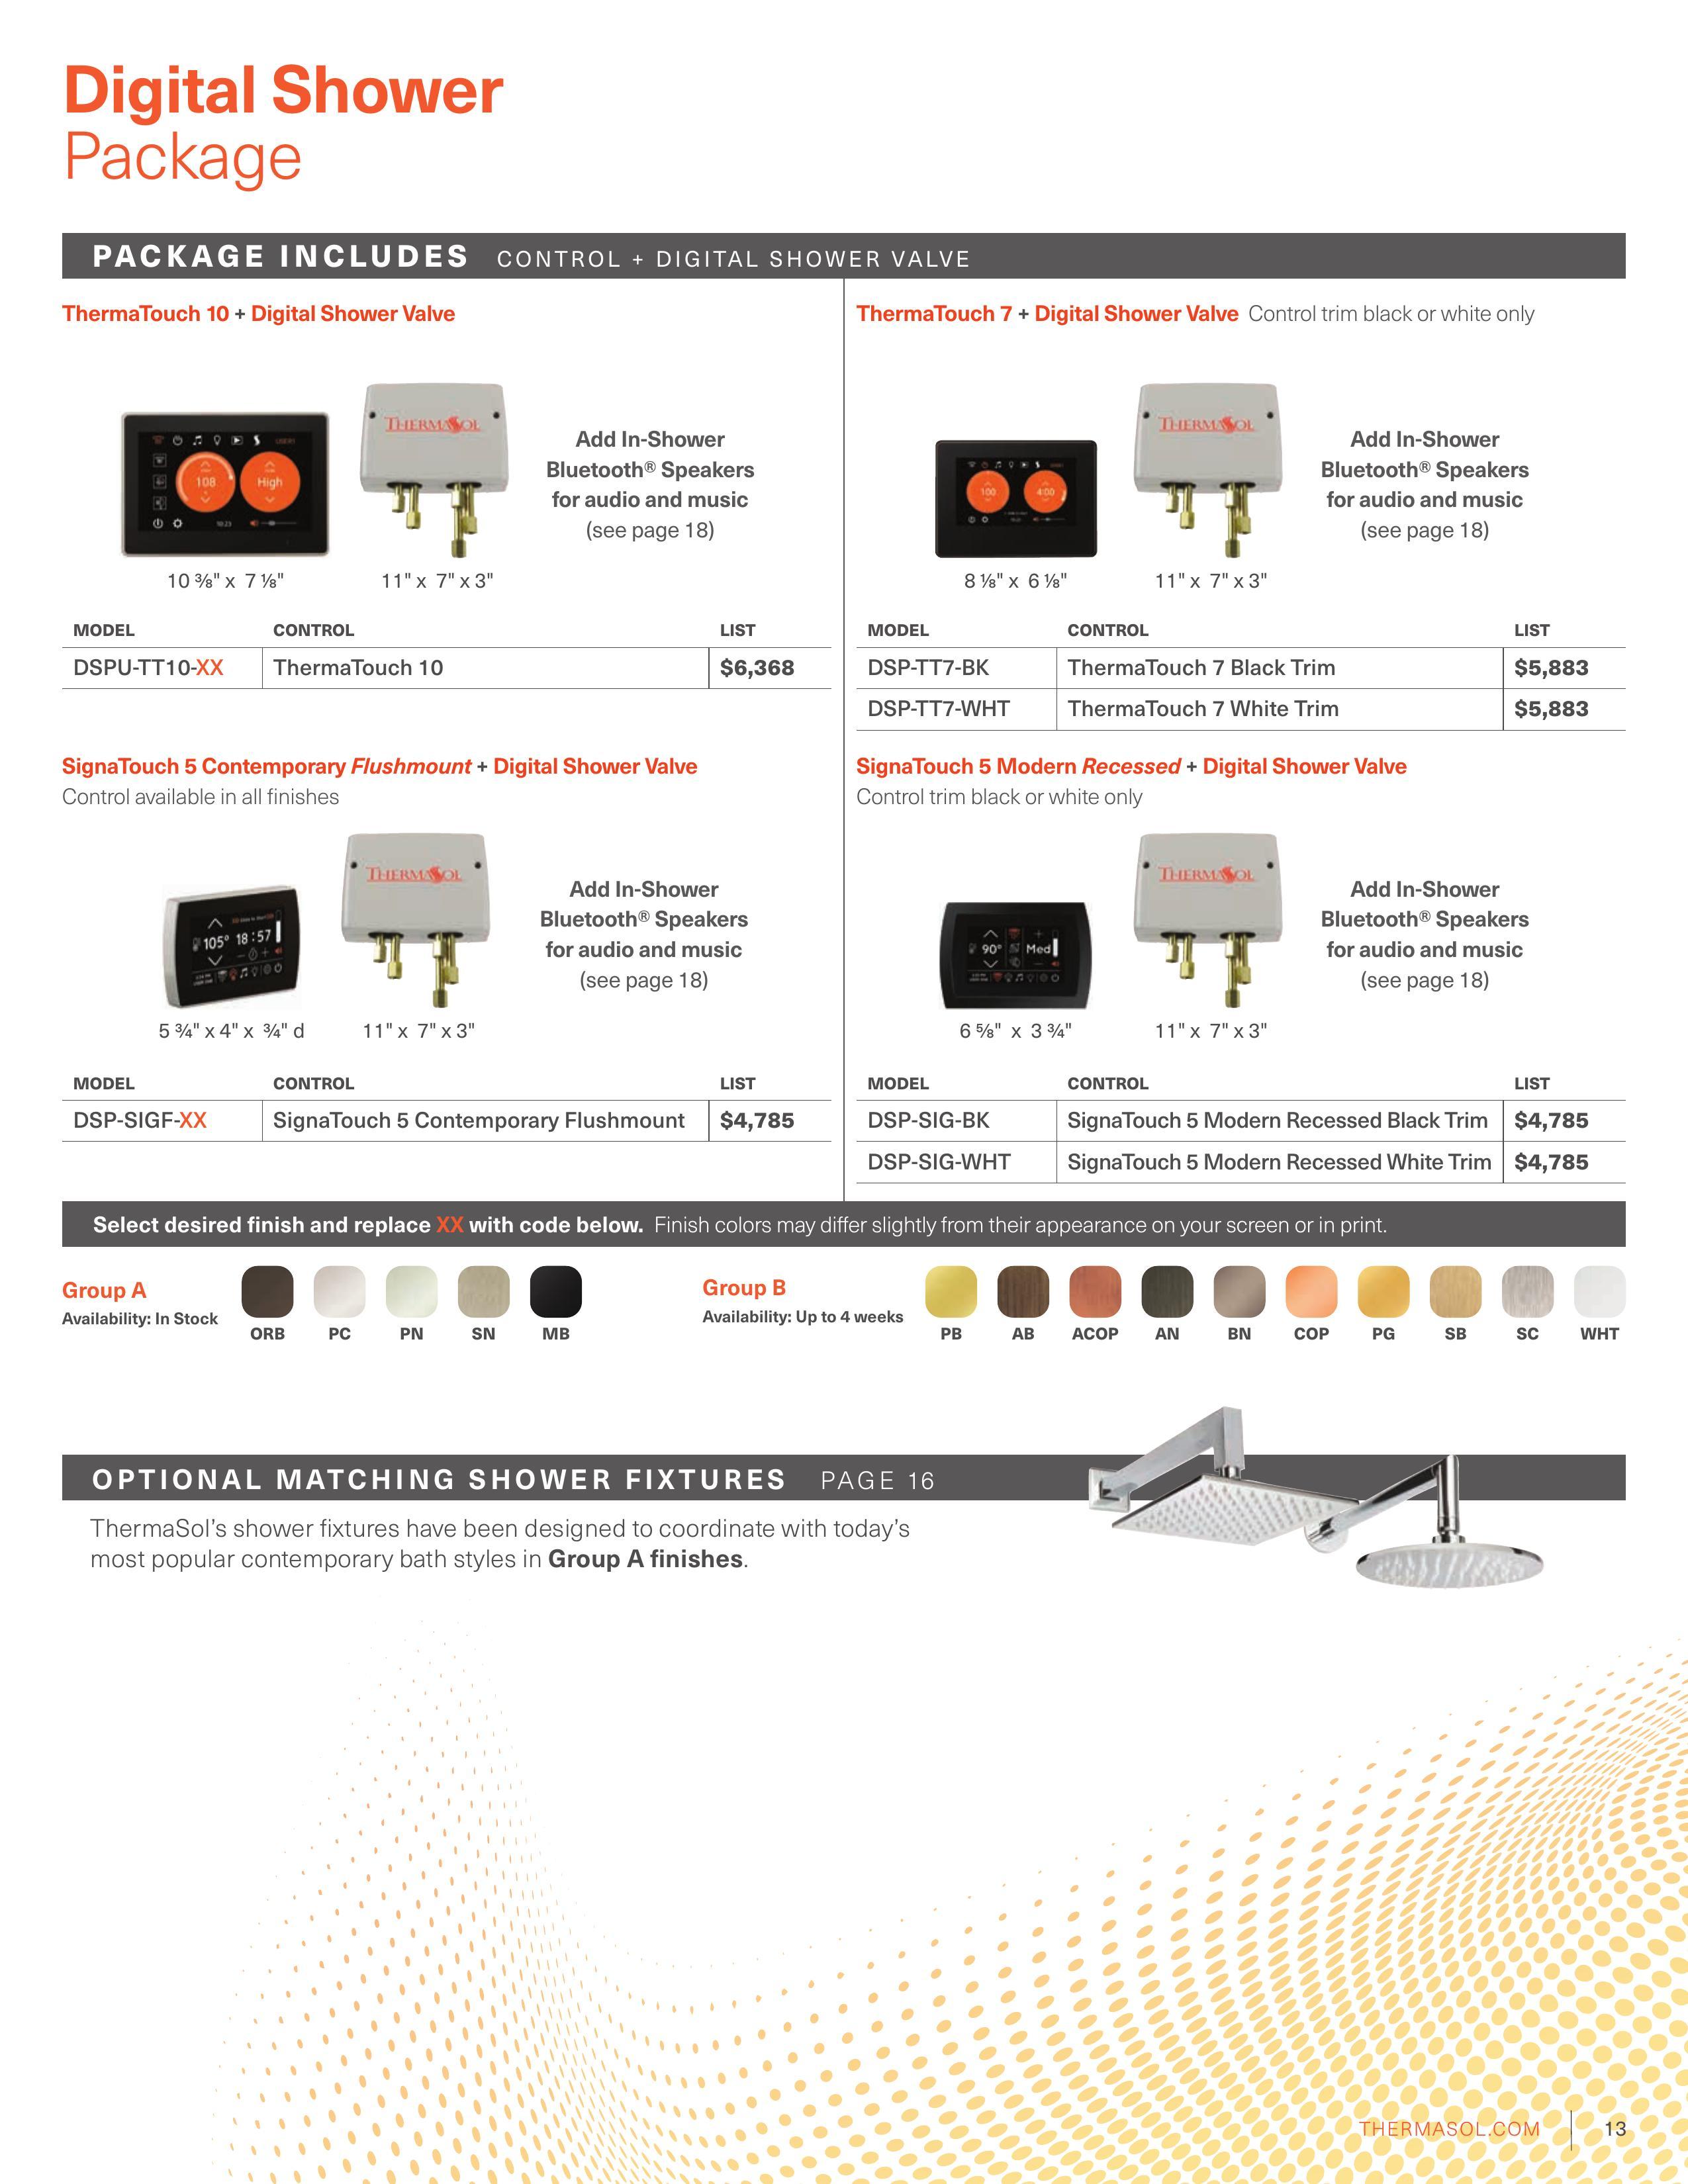 Digital Shower
Package
PACKAGE INCLUDES CONTROL + DIGITAL SHOWER VALVE
ThermaTouch 10 + Digital Shower Valve
THERMASOL
108
High
10:23
Add In-Shower
Bluetooth® Speakers
for audio and music
(see page 18)
10 ⅜" x 7 ⅛"
11" x 7" x 3"
MODEL CONTROL LIST
DSPU-TT10-XX ThermaTouch 10 $6,368
ThermaTouch 7 + Digital Shower Valve Control trim black or white only
THERMASOL
100
4:00
Add In-Shower
Bluetooth® Speakers
for audio and music
(see page 18)
8 ⅛" x 6 ⅛"
11" x 7" x 3"
MODEL CONTROL LIST
DSP-TT7-BK ThermaTouch 7 Black Trim $5,883
DSP-TT7-WHT ThermaTouch 7 White Trim $5,883
SignaTouch 5 Contemporary Flushmount + Digital Shower Valve
Control available in all finishes
THERMASOL
105° 18:57
Add In-Shower
Bluetooth® Speakers
for audio and music
(see page 18)
5 ¾" x 4" x ¾" d
11" x 7" x 3"
MODEL CONTROL LIST
DSP-SIGF-XX SignaTouch 5 Contemporary Flushmount $4,785
SignaTouch 5 Modern Recessed + Digital Shower Valve
Control trim black or white only
THERMASOL
90° Med
Add In-Shower
Bluetooth® Speakers
for audio and music
(see page 18)
6 ⅝" x 3 ¾"
11" x 7" x 3"
MODEL CONTROL LIST
DSP-SIG-BK SignaTouch 5 Modern Recessed Black Trim $4,785
DSP-SIG-WHT SignaTouch 5 Modern Recessed White Trim $4,785
Select desired finish and replace XX with code below. Finish colors may differ slightly from their appearance on your screen or in print.
Group A
Availability: In Stock
ORB PC PN SN MB
Group B
Availability: Up to 4 weeks
PB AB ACOP AN BN COP PG SB SC WHT
OPTIONAL MATCHING SHOWER FIXTURES PAGE 16
ThermaSol's shower fixtures have been designed to coordinate with today's
most popular contemporary bath styles in Group A finishes.
THERMASOL.COM 13